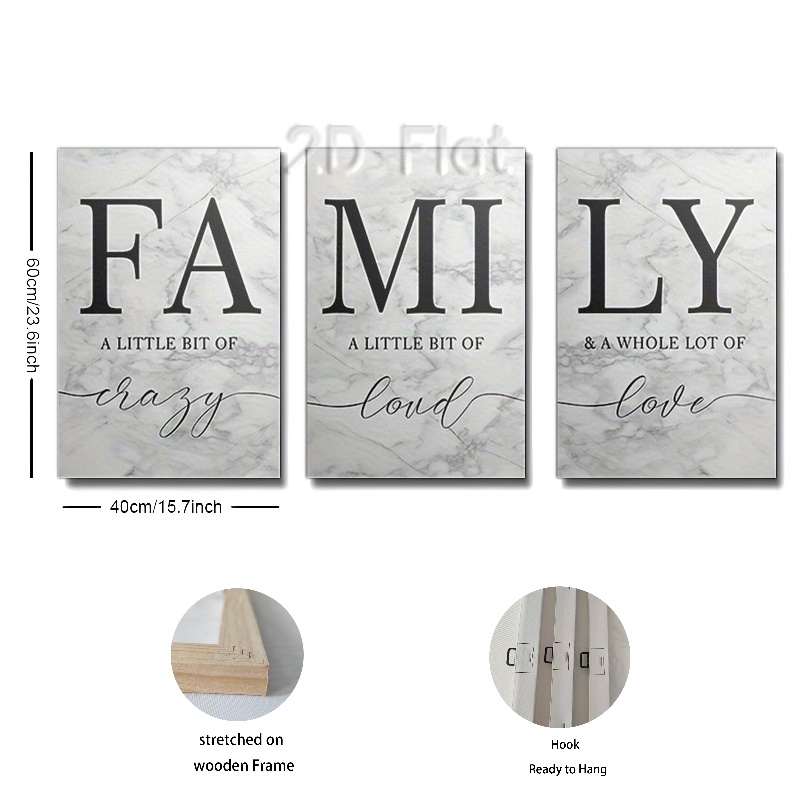 2.D Flat.
FA
A LITTLE BIT OF
crazy
MI
A LITTLE BIT OF
loud
LY
& A WHOLE LOT OF
love
60cm/23.6inch
40cm/15.7inch
stretched on
wooden Frame
Hook
Ready to Hang